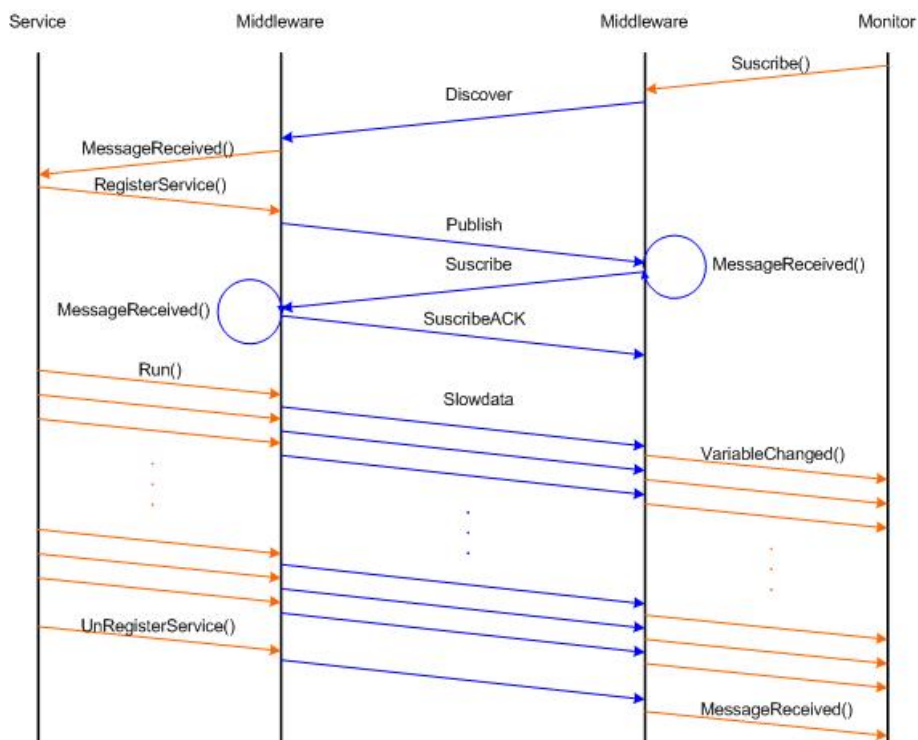 Service
Middleware
Middleware
Monitor
Suscribe()
Discover
MessageReceived()
RegisterService()
Publish
MessageReceived()
Suscribe
MessageReceived()
SuscribeACK
Run()
Slowdata
VariableChanged()
UnRegisterService()
MessageReceived()